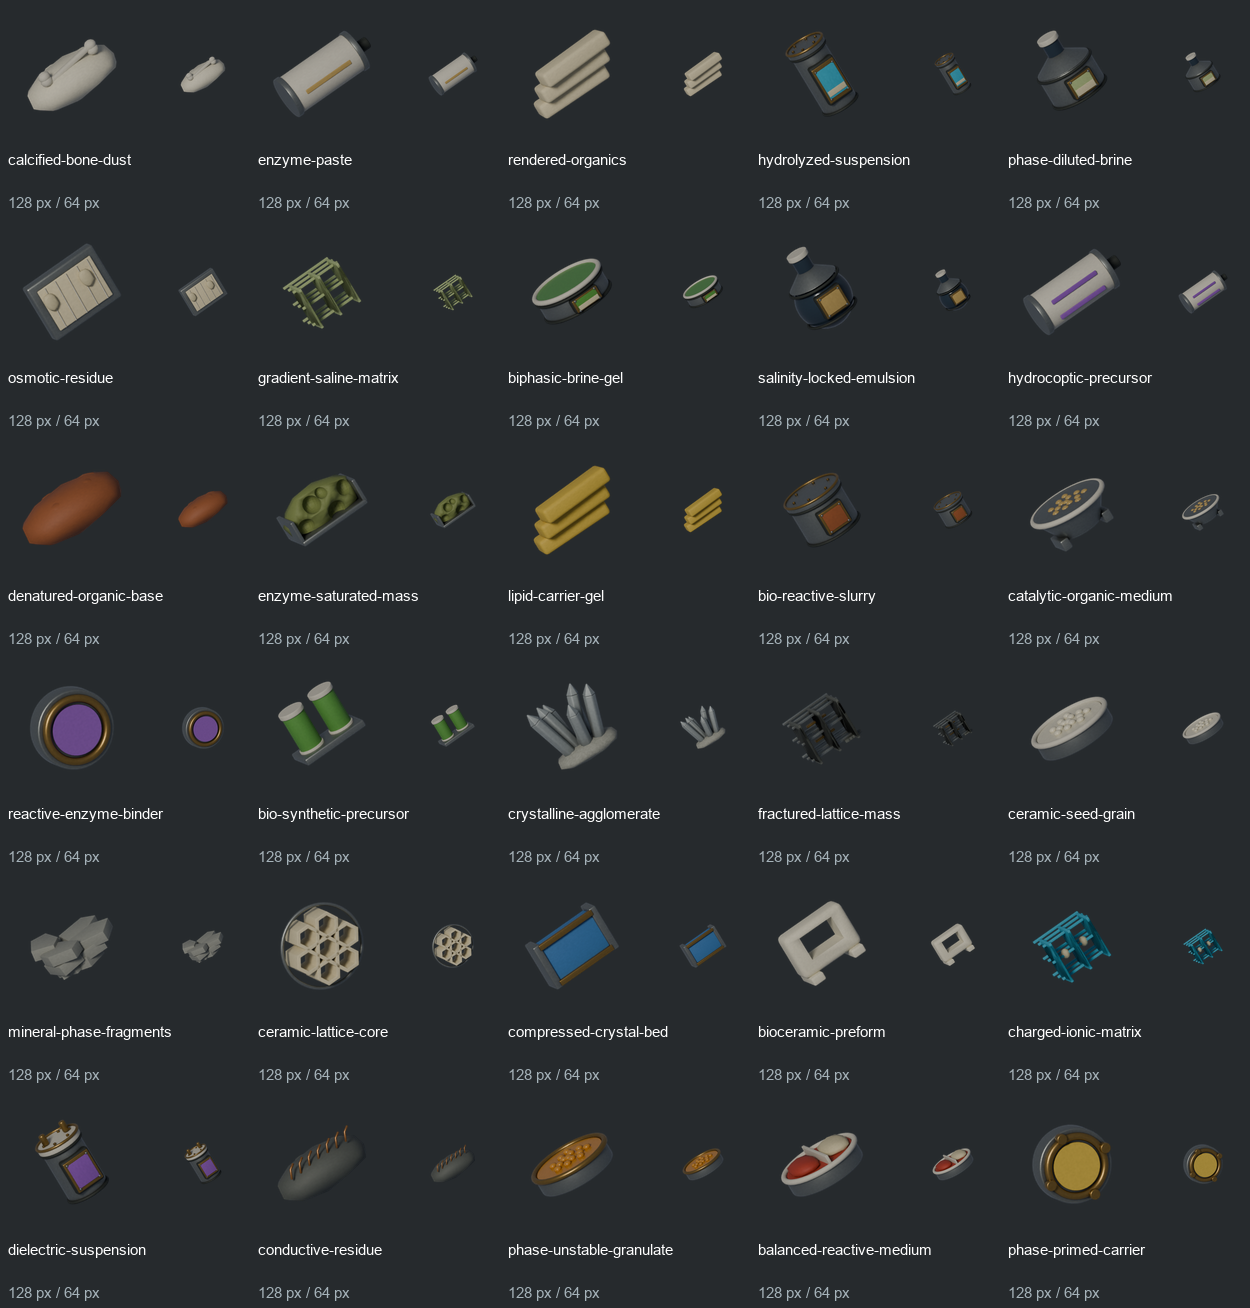 calcified-bone-dust enzyme-paste rendered-organics hydrolyzed-suspension phase-diluted-brine
128 px / 64 px 128 px / 64 px 128 px / 64 px 128 px / 64 px 128 px / 64 px
osmotic-residue gradient-saline-matrix biphasic-brine-gel salinity-locked-emulsion hydrocoptic-precursor
128 px / 64 px 128 px / 64 px 128 px / 64 px 128 px / 64 px 128 px / 64 px
denatured-organic-base enzyme-saturated-mass lipid-carrier-gel bio-reactive-slurry catalytic-organic-medium
128 px / 64 px 128 px / 64 px 128 px / 64 px 128 px / 64 px 128 px / 64 px
reactive-enzyme-binder bio-synthetic-precursor crystalline-agglomerate fractured-lattice-mass ceramic-seed-grain
128 px / 64 px 128 px / 64 px 128 px / 64 px 128 px / 64 px 128 px / 64 px
mineral-phase-fragments ceramic-lattice-core compressed-crystal-bed bioceramic-preform charged-ionic-matrix
128 px / 64 px 128 px / 64 px 128 px / 64 px 128 px / 64 px 128 px / 64 px
dielectric-suspension conductive-residue phase-unstable-granulate balanced-reactive-medium phase-primed-carrier
128 px / 64 px 128 px / 64 px 128 px / 64 px 128 px / 64 px 128 px / 64 px